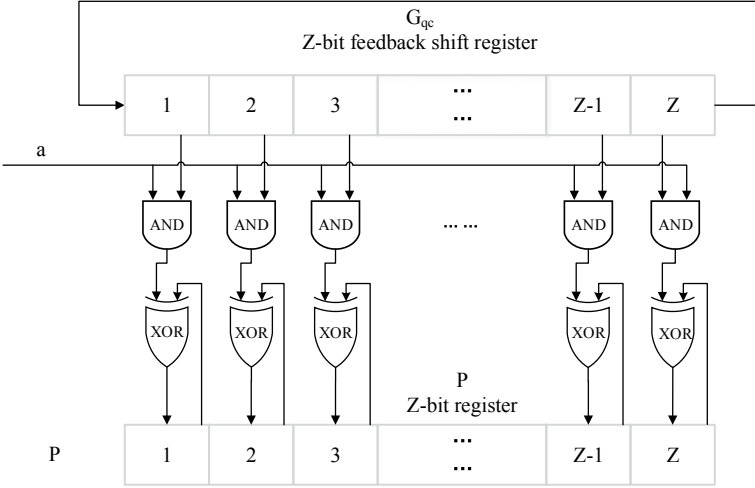 Gqc
Z-bit feedback shift register
1 2 3 ... ... Z-1 Z
a
AND AND AND ... ... AND AND
XOR XOR XOR XOR XOR
P
Z-bit register
P 1 2 3 ... ... Z-1 Z